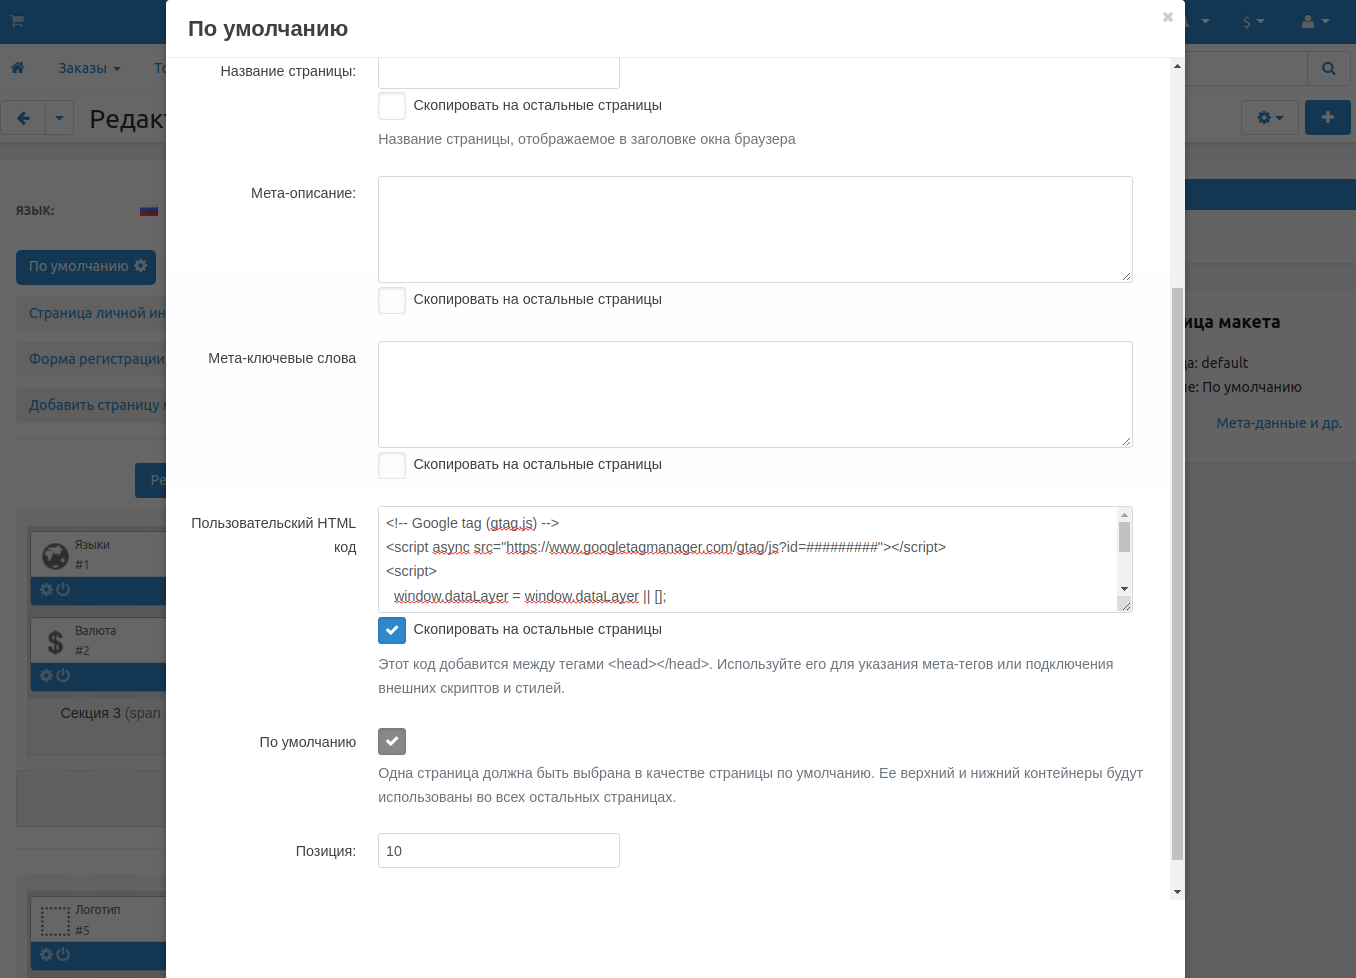 По умолчанию
$
Заказы
Редак
Название страницы:
Скопировать на остальные страницы
Название страницы, отображаемое в заголовке окна браузера
ЯЗЫК:
По умолчанию
Страница личной ин
Форма регистрации
Добавить страницу
Мета-описание:
Скопировать на остальные страницы
Мета-ключевые слова
Скопировать на остальные страницы
ица макета
ца: default
ие: По умолчанию
Мета-данные и др.
Ре
Языки
#1
Валюта
#2
Секция 3 (span
Логотип
#5
Пользовательский HTML
код
<!-- Google tag (gtag.js) -->
<script async src="https://www.googletagmanager.com/gtag/js?id=#########"></script>
<script>
window.dataLayer = window.dataLayer || [];
Скопировать на остальные страницы
Этот код добавится между тегами <head></head>. Используйте его для указания мета-тегов или подключения
внешних скриптов и стилей.
По умолчанию
Одна страница должна быть выбрана в качестве страницы по умолчанию. Ее верхний и нижний контейнеры будут
использованы во всех остальных страницах.
Позиция:
10